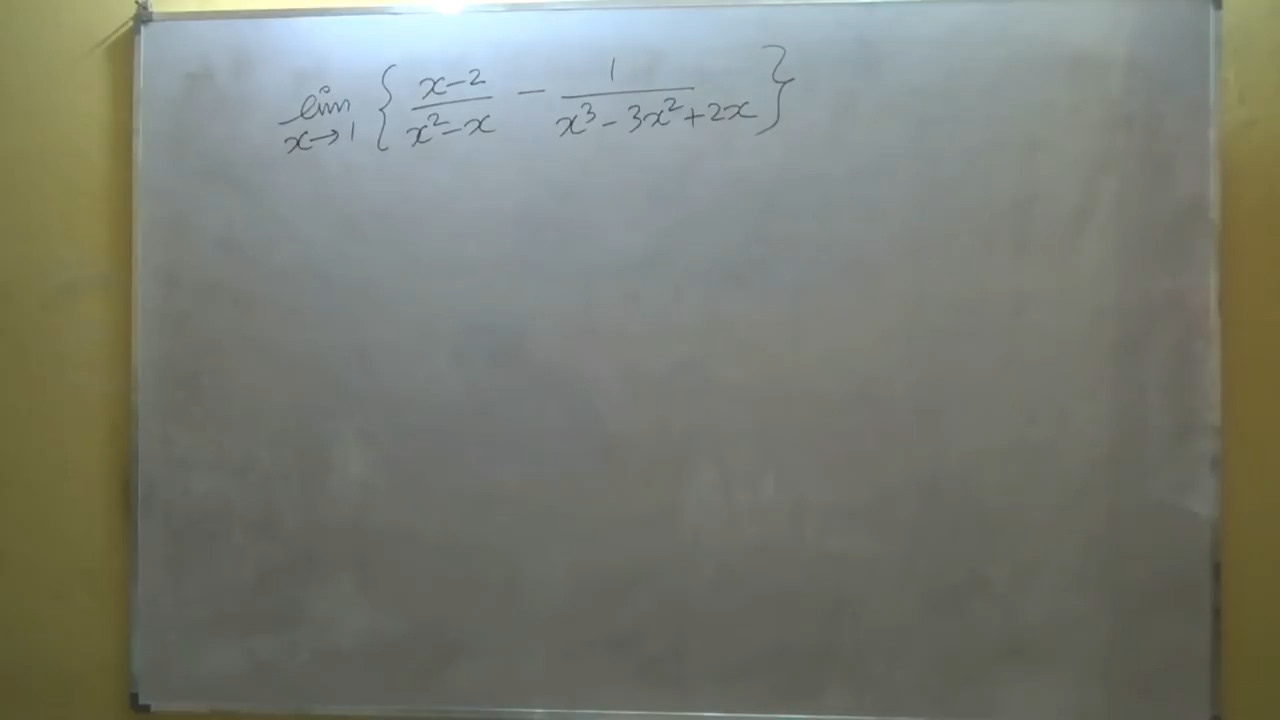 lim x→1 { (x-2)/(x²-x) - 1/(x³-3x²+2x) }